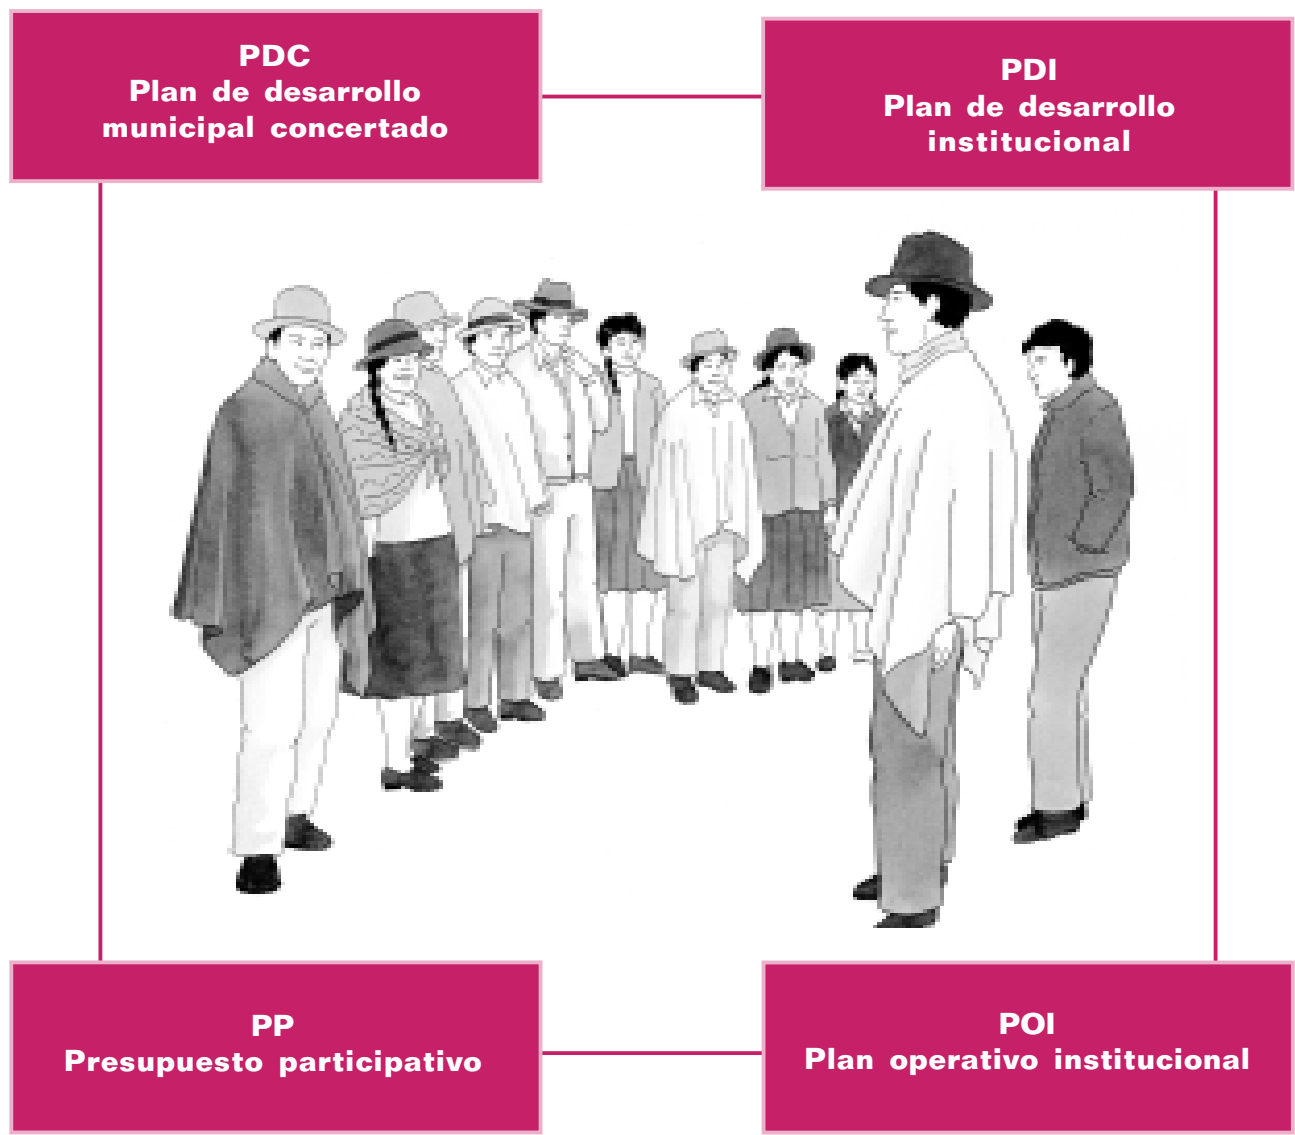 PDC
Plan de desarrollo
municipal concertado
PDI
Plan de desarrollo
institucional
PP
Presupuesto participativo
POI
Plan operativo institucional